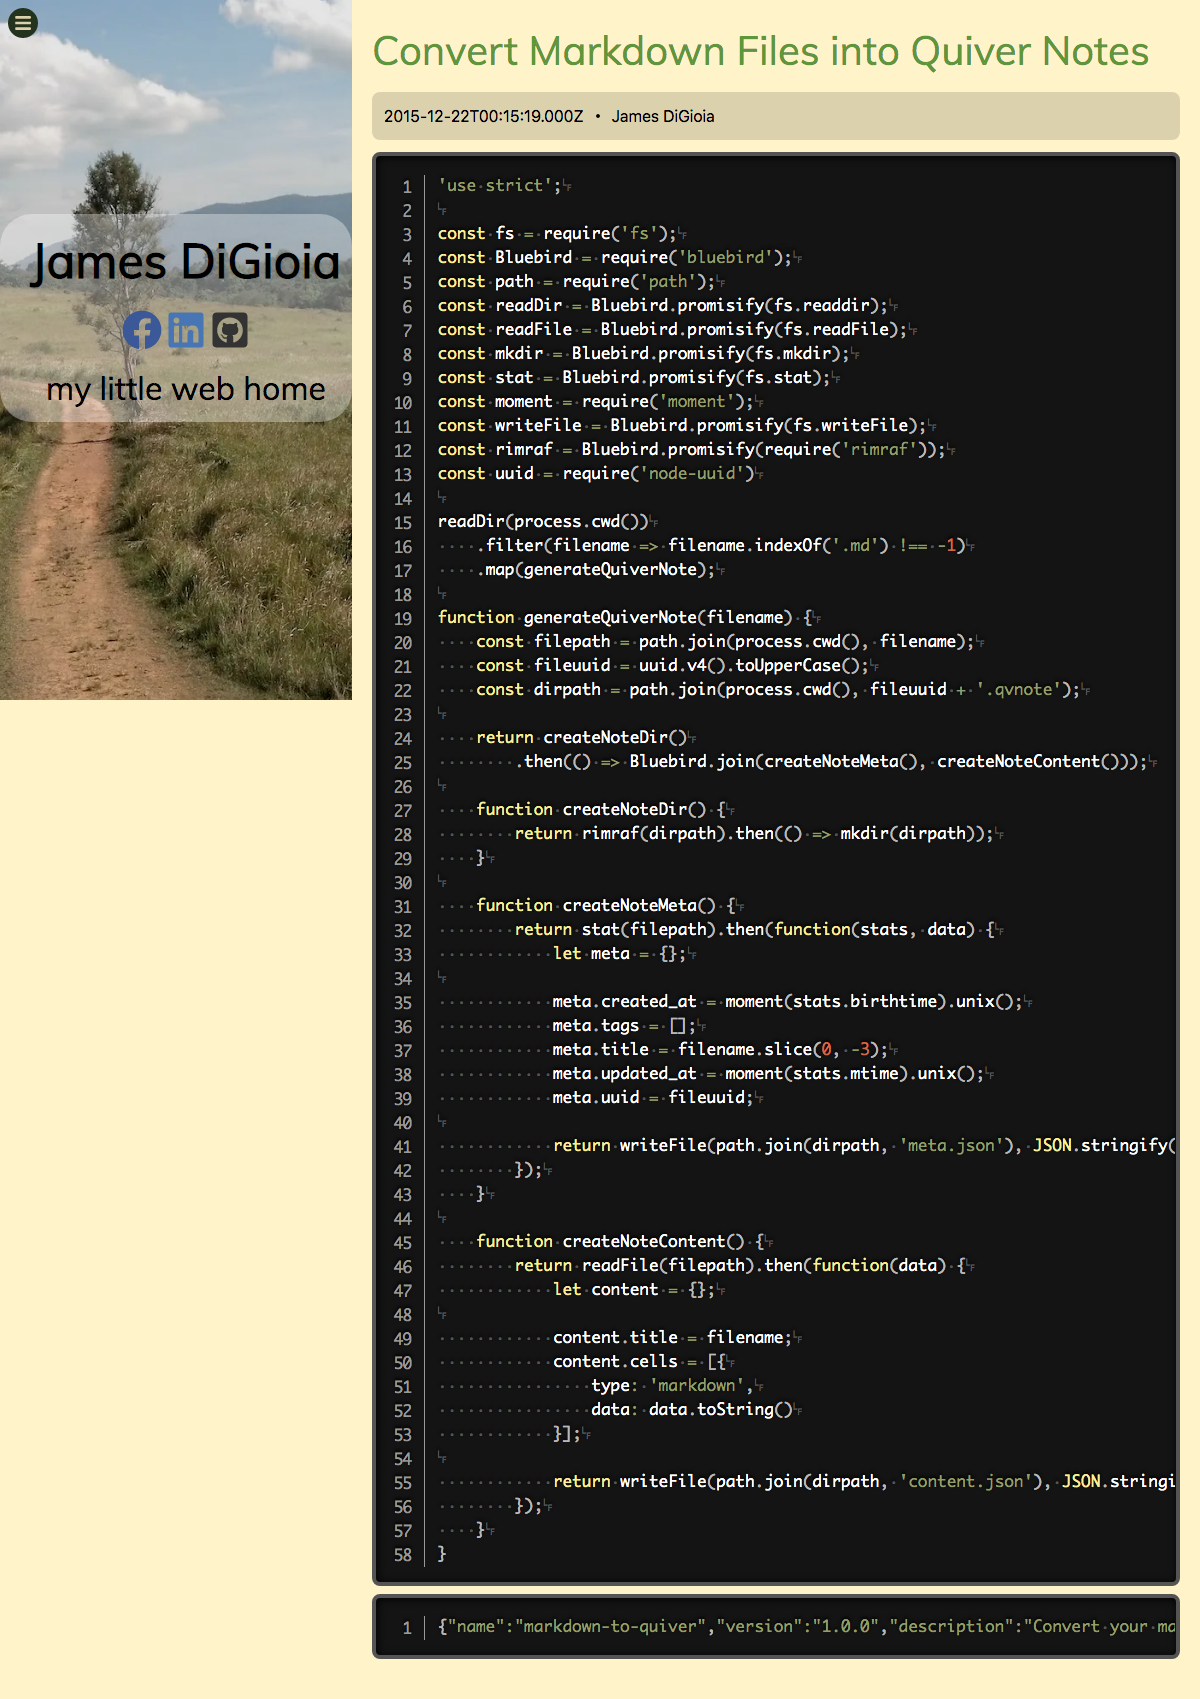 James DiGioia
my little web home
Convert Markdown Files into Quiver Notes
2015-12-22T00:15:19.000Z • James DiGioia
1 'use strict';
2
3 const fs = require('fs');
4 const Bluebird = require('bluebird');
5 const path = require('path');
6 const readDir = Bluebird.promisify(fs.readdir);
7 const readFile = Bluebird.promisify(fs.readFile);
8 const mkdir = Bluebird.promisify(fs.mkdir);
9 const stat = Bluebird.promisify(fs.stat);
10 const moment = require('moment');
11 const writeFile = Bluebird.promisify(fs.writeFile);
12 const rimraf = Bluebird.promisify(require('rimraf'));
13 const uuid = require('node-uuid')
14
15 readDir(process.cwd())
16     .filter(filename => filename.indexOf('.md') !== -1)
17     .map(generateQuiverNote);
18
19 function generateQuiverNote(filename) {
20     const filepath = path.join(process.cwd(), filename);
21     const fileuuid = uuid.v4().toUpperCase();
22     const dirpath = path.join(process.cwd(), fileuuid + '.qvnote');
23
24     return createNoteDir()
25         .then(() => Bluebird.join(createNoteMeta(), createNoteContent()));
26
27     function createNoteDir() {
28         return rimraf(dirpath).then(() => mkdir(dirpath));
29     }
30
31     function createNoteMeta() {
32         return stat(filepath).then(function(stats, data) {
33             let meta = {};
34
35             meta.created_at = moment(stats.birthtime).unix();
36             meta.tags = [];
37             meta.title = filename.slice(0, -3);
38             meta.updated_at = moment(stats.mtime).unix();
39             meta.uuid = fileuuid;
40
41             return writeFile(path.join(dirpath, 'meta.json'), JSON.stringify(
42         });
43     }
44
45     function createNoteContent() {
46         return readFile(filepath).then(function(data) {
47             let content = {};
48
49             content.title = filename;
50             content.cells = [{
51                 type: 'markdown',
52                 data: data.toString()
53             }];
54
55             return writeFile(path.join(dirpath, 'content.json'), JSON.stringi
56         });
57     }
58 }
1 {"name":"markdown-to-quiver","version":"1.0.0","description":"Convert your ma